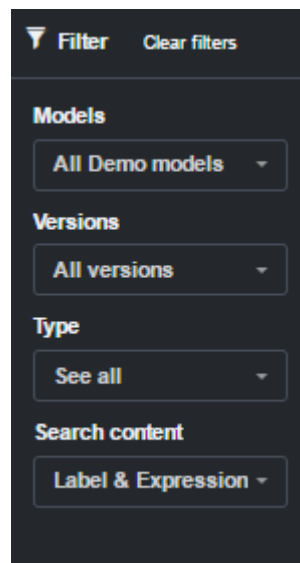 Filter Clear filters
Models
All Demo models
Versions
All versions
Type
See all
Search content
Label & Expression